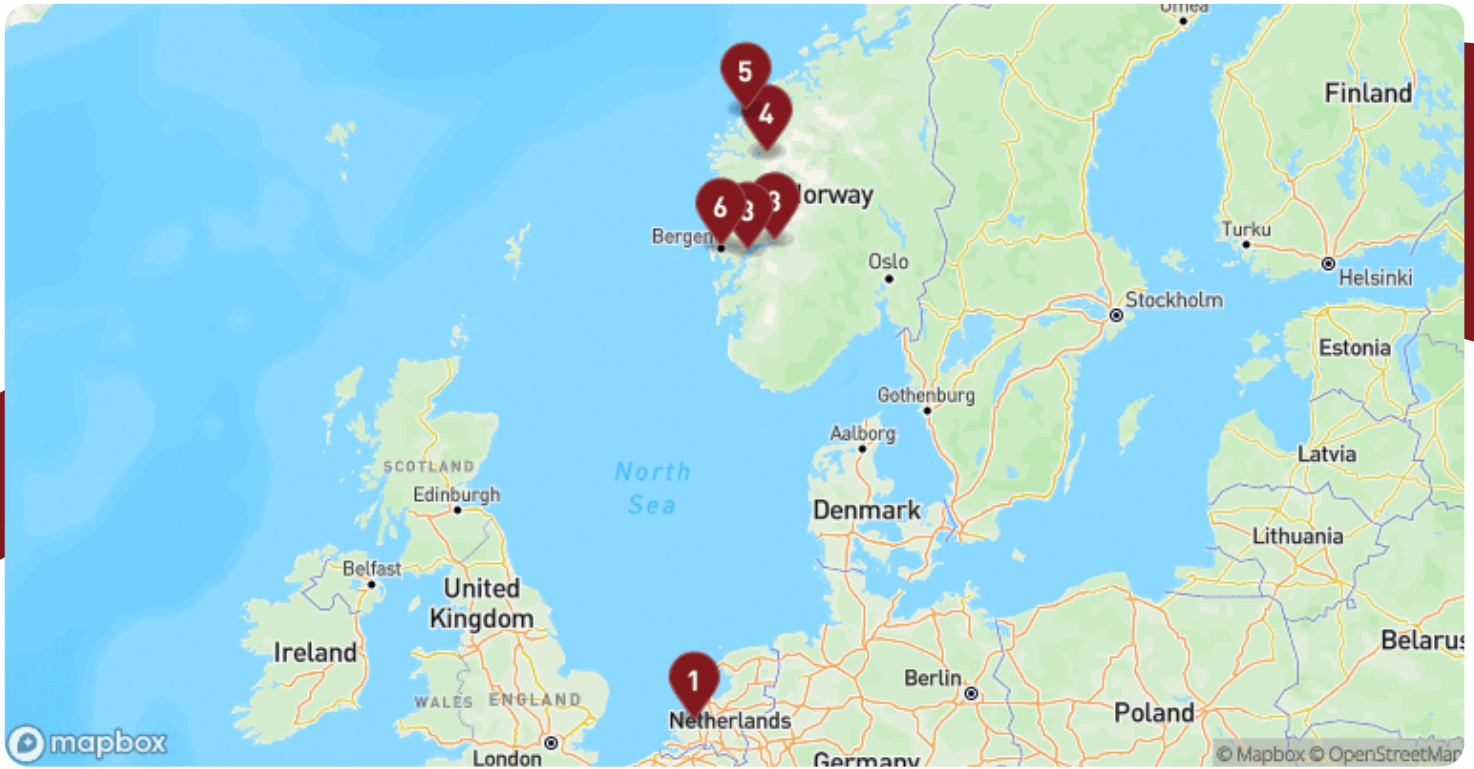 Umeå
5
4
Finland
6
3
3
Norway
Bergen
Turku
Oslo
Helsinki
Stockholm
Estonia
Gothenburg
Aalborg
Latvia
SCOTLAND
North
Sea
Edinburgh
Denmark
Lithuania
Belfast
United
Kingdom
Ireland
Belarus
1
Berlin
WALES
ENGLAND
Netherlands
Poland
mapbox
London
Germany
© Mapbox © OpenStreetMap